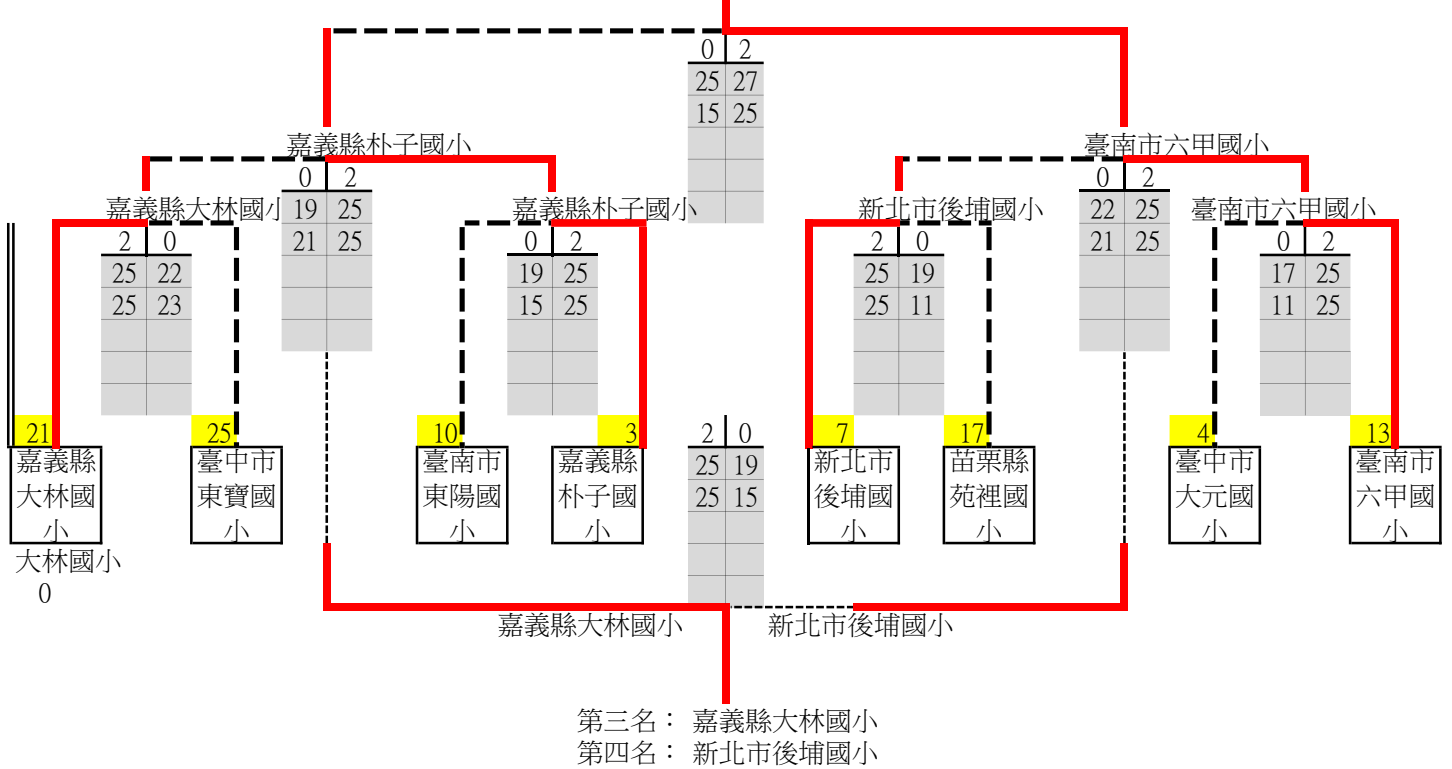 0 2
25 27
15 25
嘉義縣朴子國小
臺南市六甲國小
0 2
19 25
21 25
0 2
22 25
21 25
嘉義縣大林國小
嘉義縣朴子國小
新北市後埔國小
臺南市六甲國小
2 0
25 22
25 23
0 2
19 25
15 25
2 0
25 19
25 11
0 2
17 25
11 25
21
25
10
3
7
17
4
13
嘉義縣
大林國
小
臺中市
東寶國
小
臺南市
東陽國
小
嘉義縣
朴子國
小
2 0
25 19
25 15
新北市
後埔國
小
苗栗縣
苑裡國
小
臺中市
大元國
小
臺南市
六甲國
小
大林國小
0
嘉義縣大林國小
新北市後埔國小
第三名： 嘉義縣大林國小
第四名： 新北市後埔國小